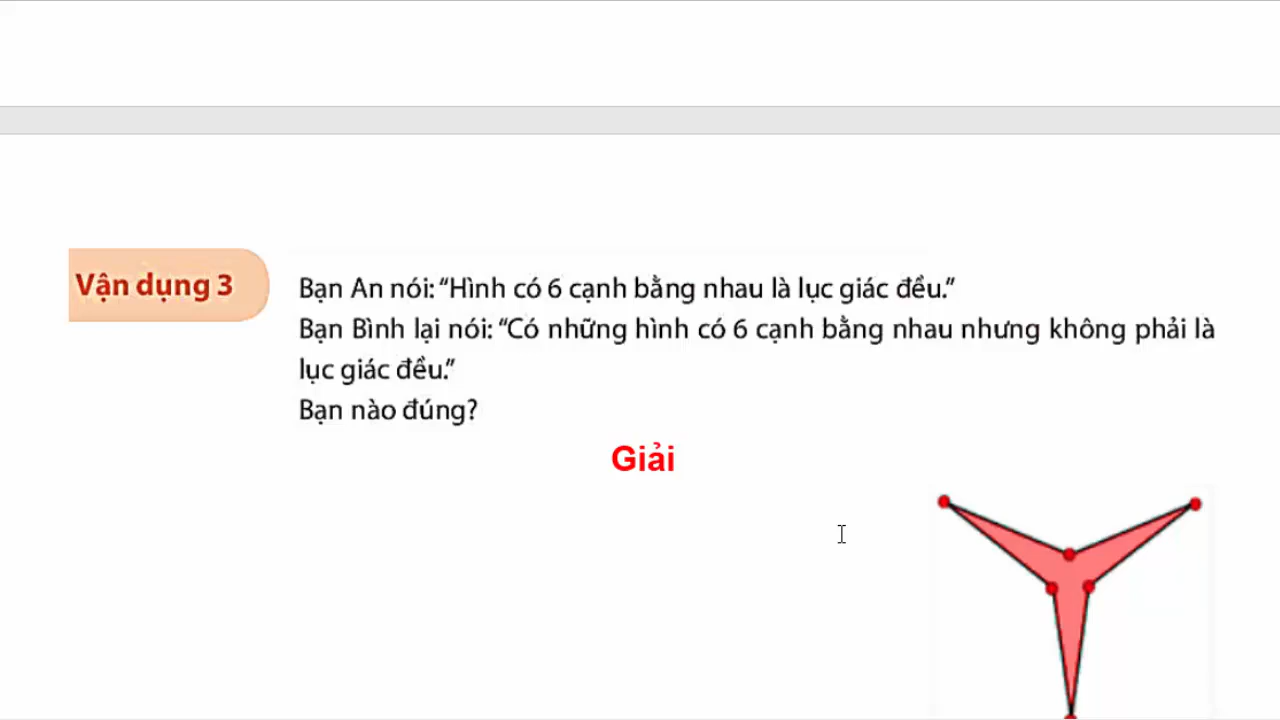 Vận dụng 3
Bạn An nói: “Hình có 6 cạnh bằng nhau là lục giác đều.”
Bạn Bình lại nói: “Có những hình có 6 cạnh bằng nhau nhưng không phải là
lục giác đều.”
Bạn nào đúng?
Giải